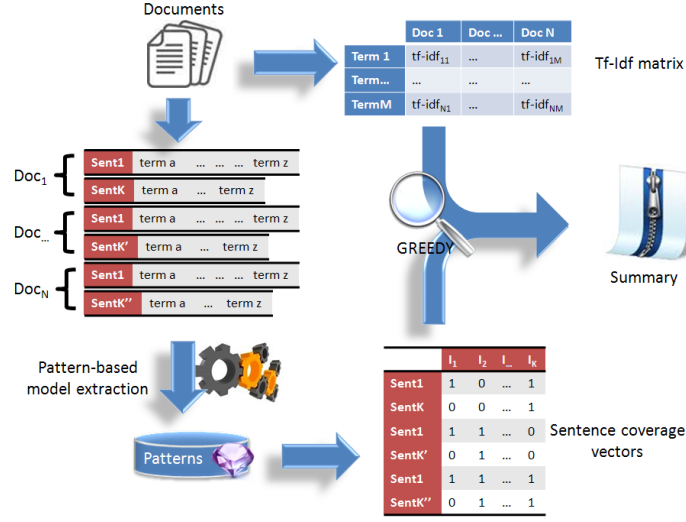 Documents
Doc 1 Doc ... Doc N
Term 1 tf-idf11 ... tf-idf1M
Term... ... ...
TermM tf-idfN1 ... tf-idfNM
Tf-Idf matrix
Doc1
Sent1 term a ... ... ... term z
SentK term a ... term z
Doc...
Sent1 term a ... ... ... term z
SentK' term a ... term z
DocN
Sent1 term a ... ... ... term z
SentK'' term a ... term z
GREEDY
Summary
Pattern-based
model extraction
Patterns
I1 I2 I... IK
Sent1 1 0 ... 1
SentK 0 0 ... 1
Sent1 1 1 ... 0
SentK' 0 1 ... 0
Sent1 1 1 ... 1
SentK'' 0 1 ... 1
Sentence coverage
vectors